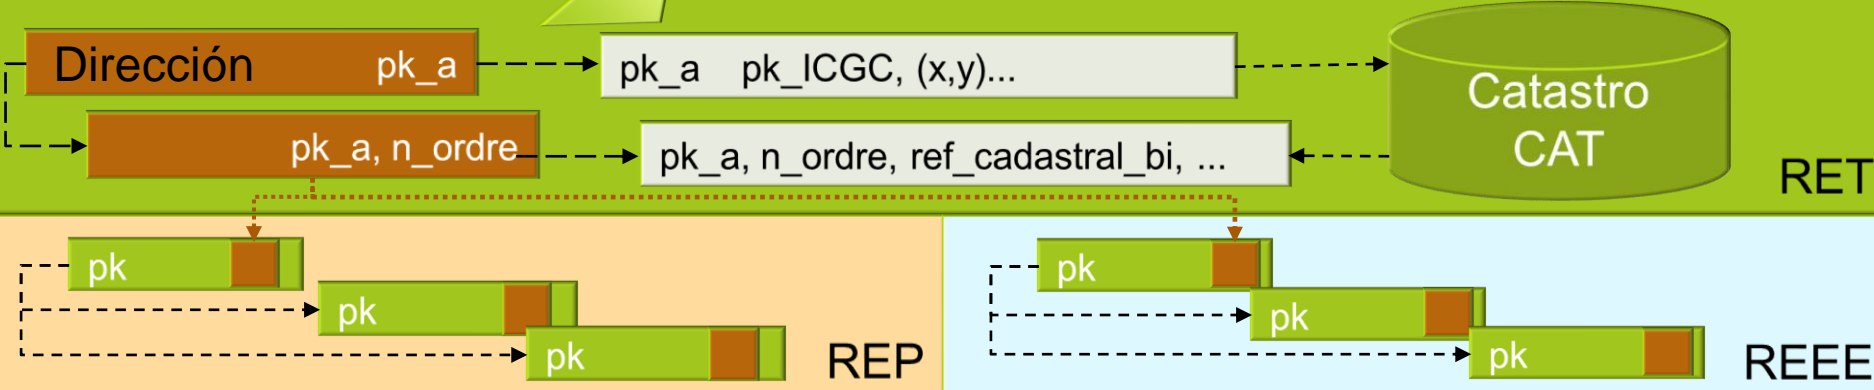 Dirección pk_a
pk_a pk_ICGC, (x,y)...
Catastro
CAT
pk_a, n_ordre
pk_a, n_ordre, ref_cadastral_bi, ...
RET
pk
pk
pk
REP
pk
pk
pk
REEE